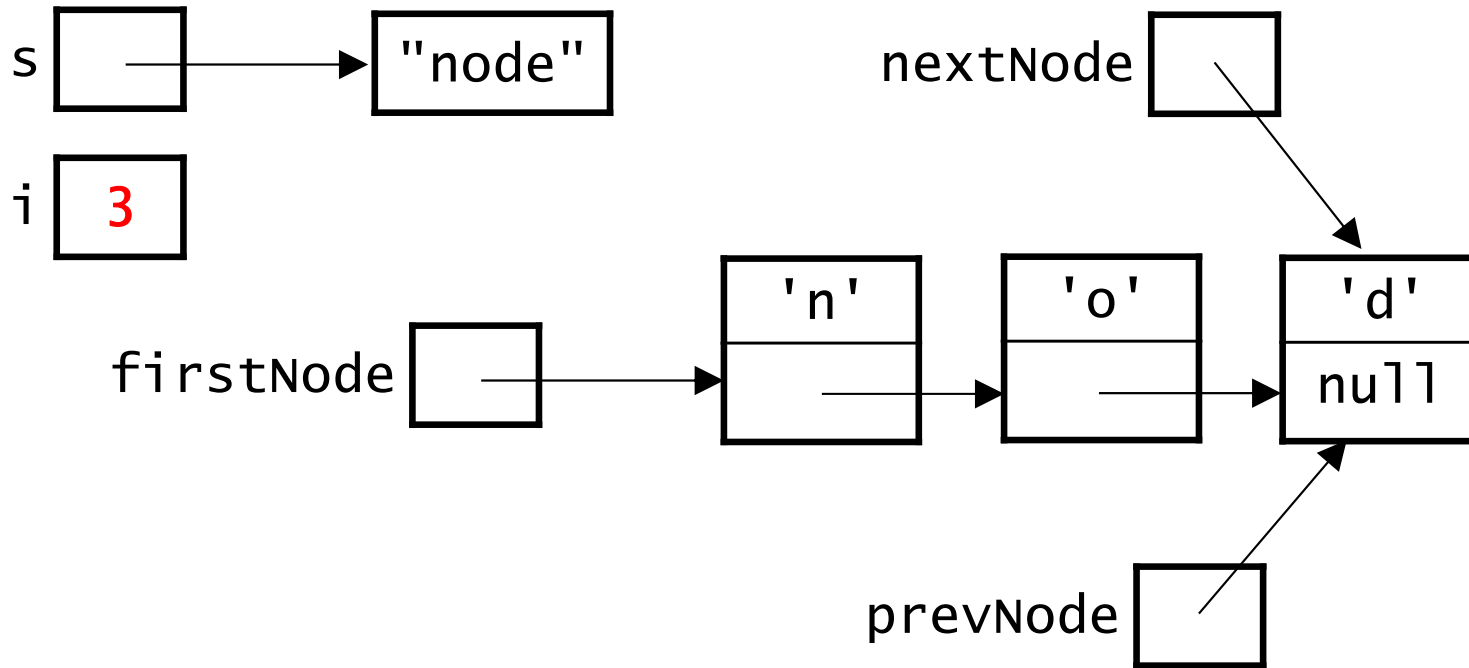 s "node" nextNode
i 3
'n' 'o' 'd'
firstNode null
prevNode